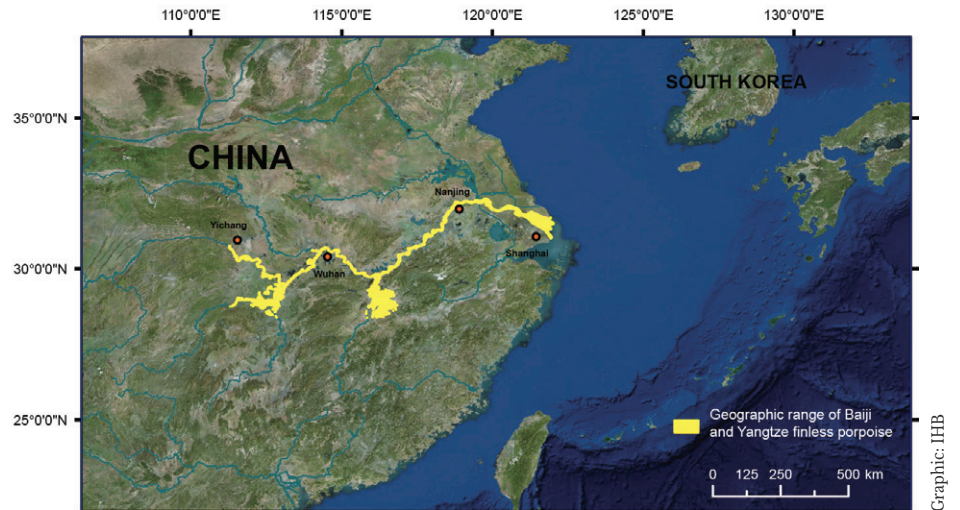 110°0'0"E 115°0'0"E 120°0'0"E 125°0'0"E 130°0'0"E
SOUTH KOREA
35°0'0"N
CHINA
Nanjing
Yichang
Shanghai
30°0'0"N
Wuhan
25°0'0"N
Geographic range of Baiji
and Yangtze finless porpoise
0 125 250 500 km
Graphic: IHB